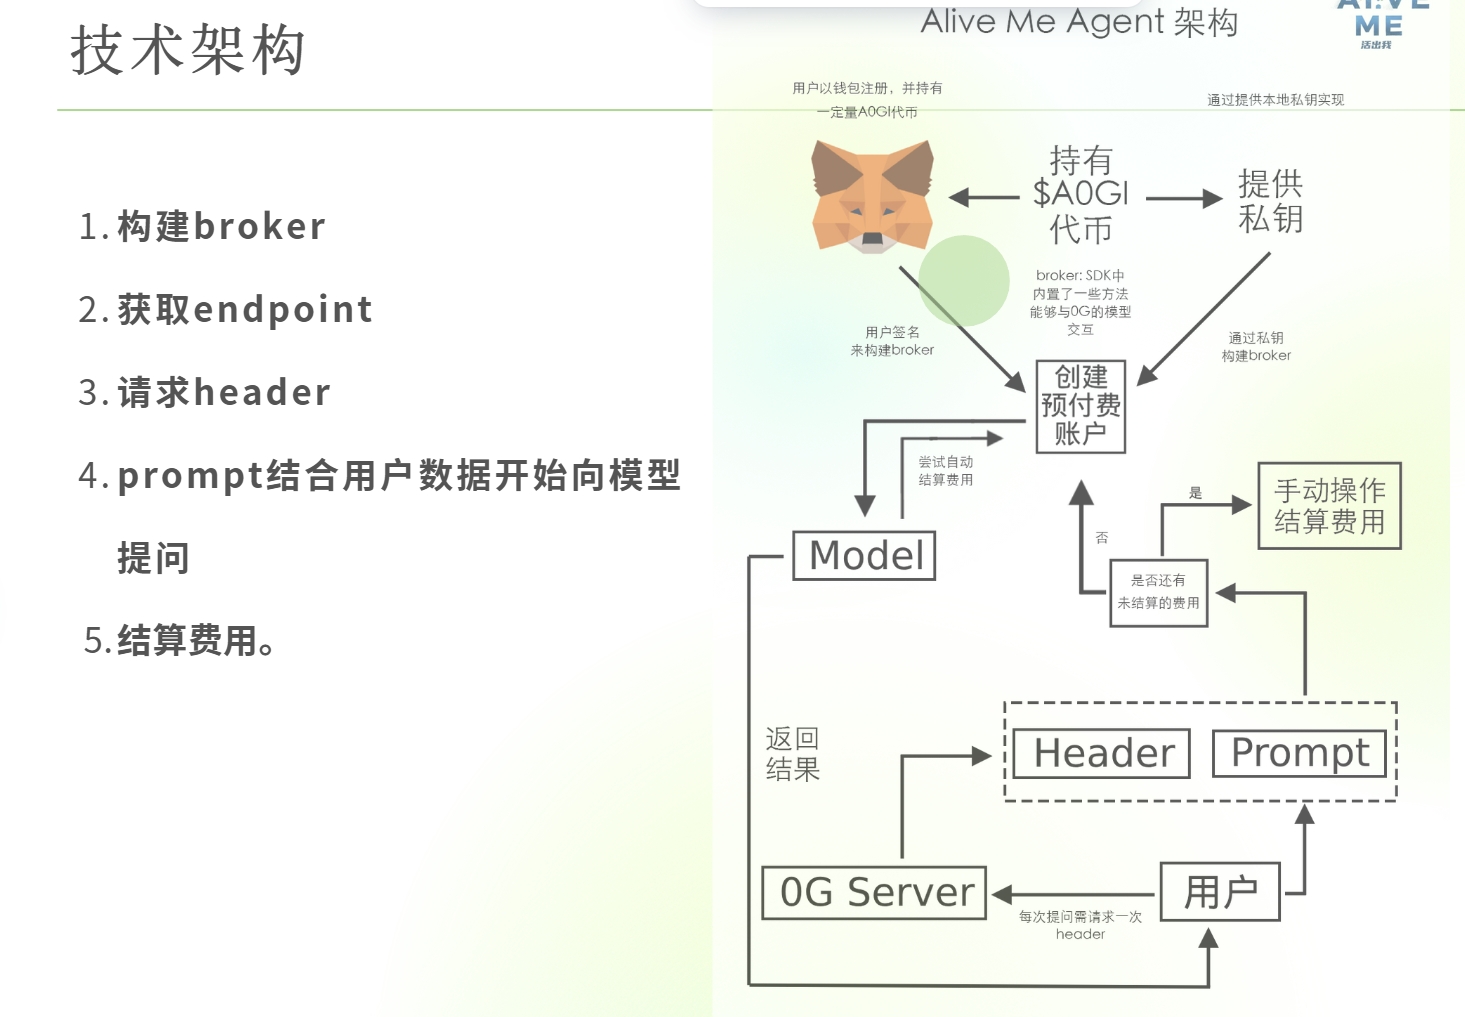 技术架构
1.构建broker
2.获取endpoint
3.请求header
4.prompt结合用户数据开始向模型
提问
5.结算费用。
Alive Me Agent 架构
ALIVE
ME
活出我
用户以钱包注册，并持有
一定量A0GI代币
通过提供本地私钥实现
持有
$A0GI
代币
提供
私钥
broker: SDK中
内置了一些方法
能够与0G的模型
交互
用户签名
来构建broker
通过私钥
构建broker
创建
预付费
账户
尝试自动
结算费用
Model
是
手动操作
结算费用
否
是否还有
未结算的费用
返回
结果
Header
Prompt
0G Server
用户
每次提问需请求一次
header